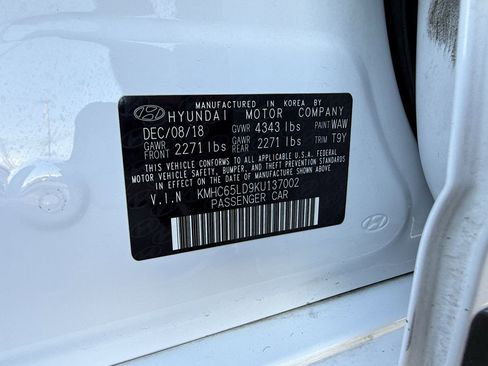 MANUFACTURED IN KOREA BY
HYUNDAI MOTOR COMPANY
DEC/08/18 GVWR 4343 lbs PAINT WAW
GAWR FRONT 2271 lbs GAWR REAR 2271 lbs TRIM T9Y
THIS VEHICLE CONFORMS TO ALL APPLICABLE U.S. FEDERAL
MOTOR VEHICLE SAFETY, BUMPER, AND THEFT
PREVENTION STANDARDS IN EFFECT ON THE DATE OF MANUFACTURE SHOWN ABOVE.
V.I.N KMHC65LD9KU137002
PASSENGER CAR